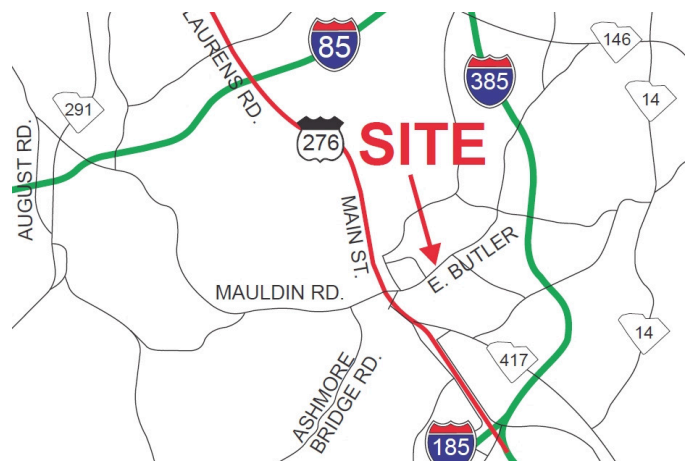 85
146
385
14
291
LAURENS RD.
276
SITE
AUGUST RD.
MAIN ST.
E. BUTLER
MAULDIN RD.
14
417
ASHMORE
BRIDGE RD.
185